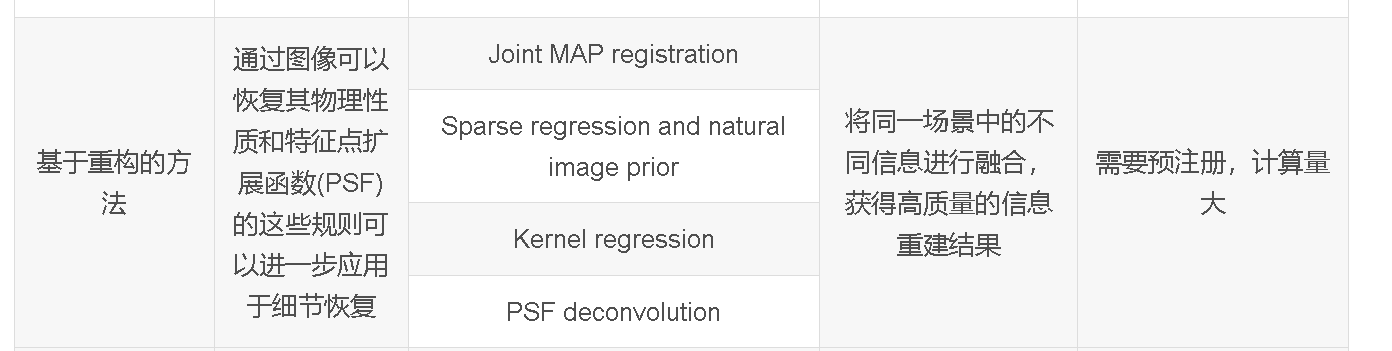 基于重构的方
法
通过图像可以
恢复其物理性
质和特征点扩
展函数(PSF)
的这些规则可
以进一步应用
于细节恢复
Joint MAP registration
Sparse regression and natural
image prior
Kernel regression
PSF deconvolution
将同一场景中的不
同信息进行融合，
获得高质量的信息
重建结果
需要预注册，计算量
大